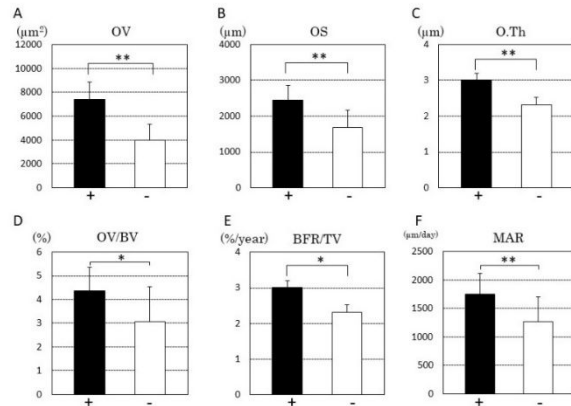 A
OV
(μm²)
12000
10000
8000
6000
4000
2000
0
**
+ -
B
OS
(μm)
4000
3000
2000
1000
0
**
+ -
C
O.Th
(μm)
4
3
2
1
0
**
+ -
D
OV/BV
(%)
6
5
4
3
2
1
0
*
+ -
E
BFR/TV
(%/year)
4
3
2
1
0
*
+ -
F
MAR
(μm/day)
2500
2000
1500
1000
500
0
**
+ -